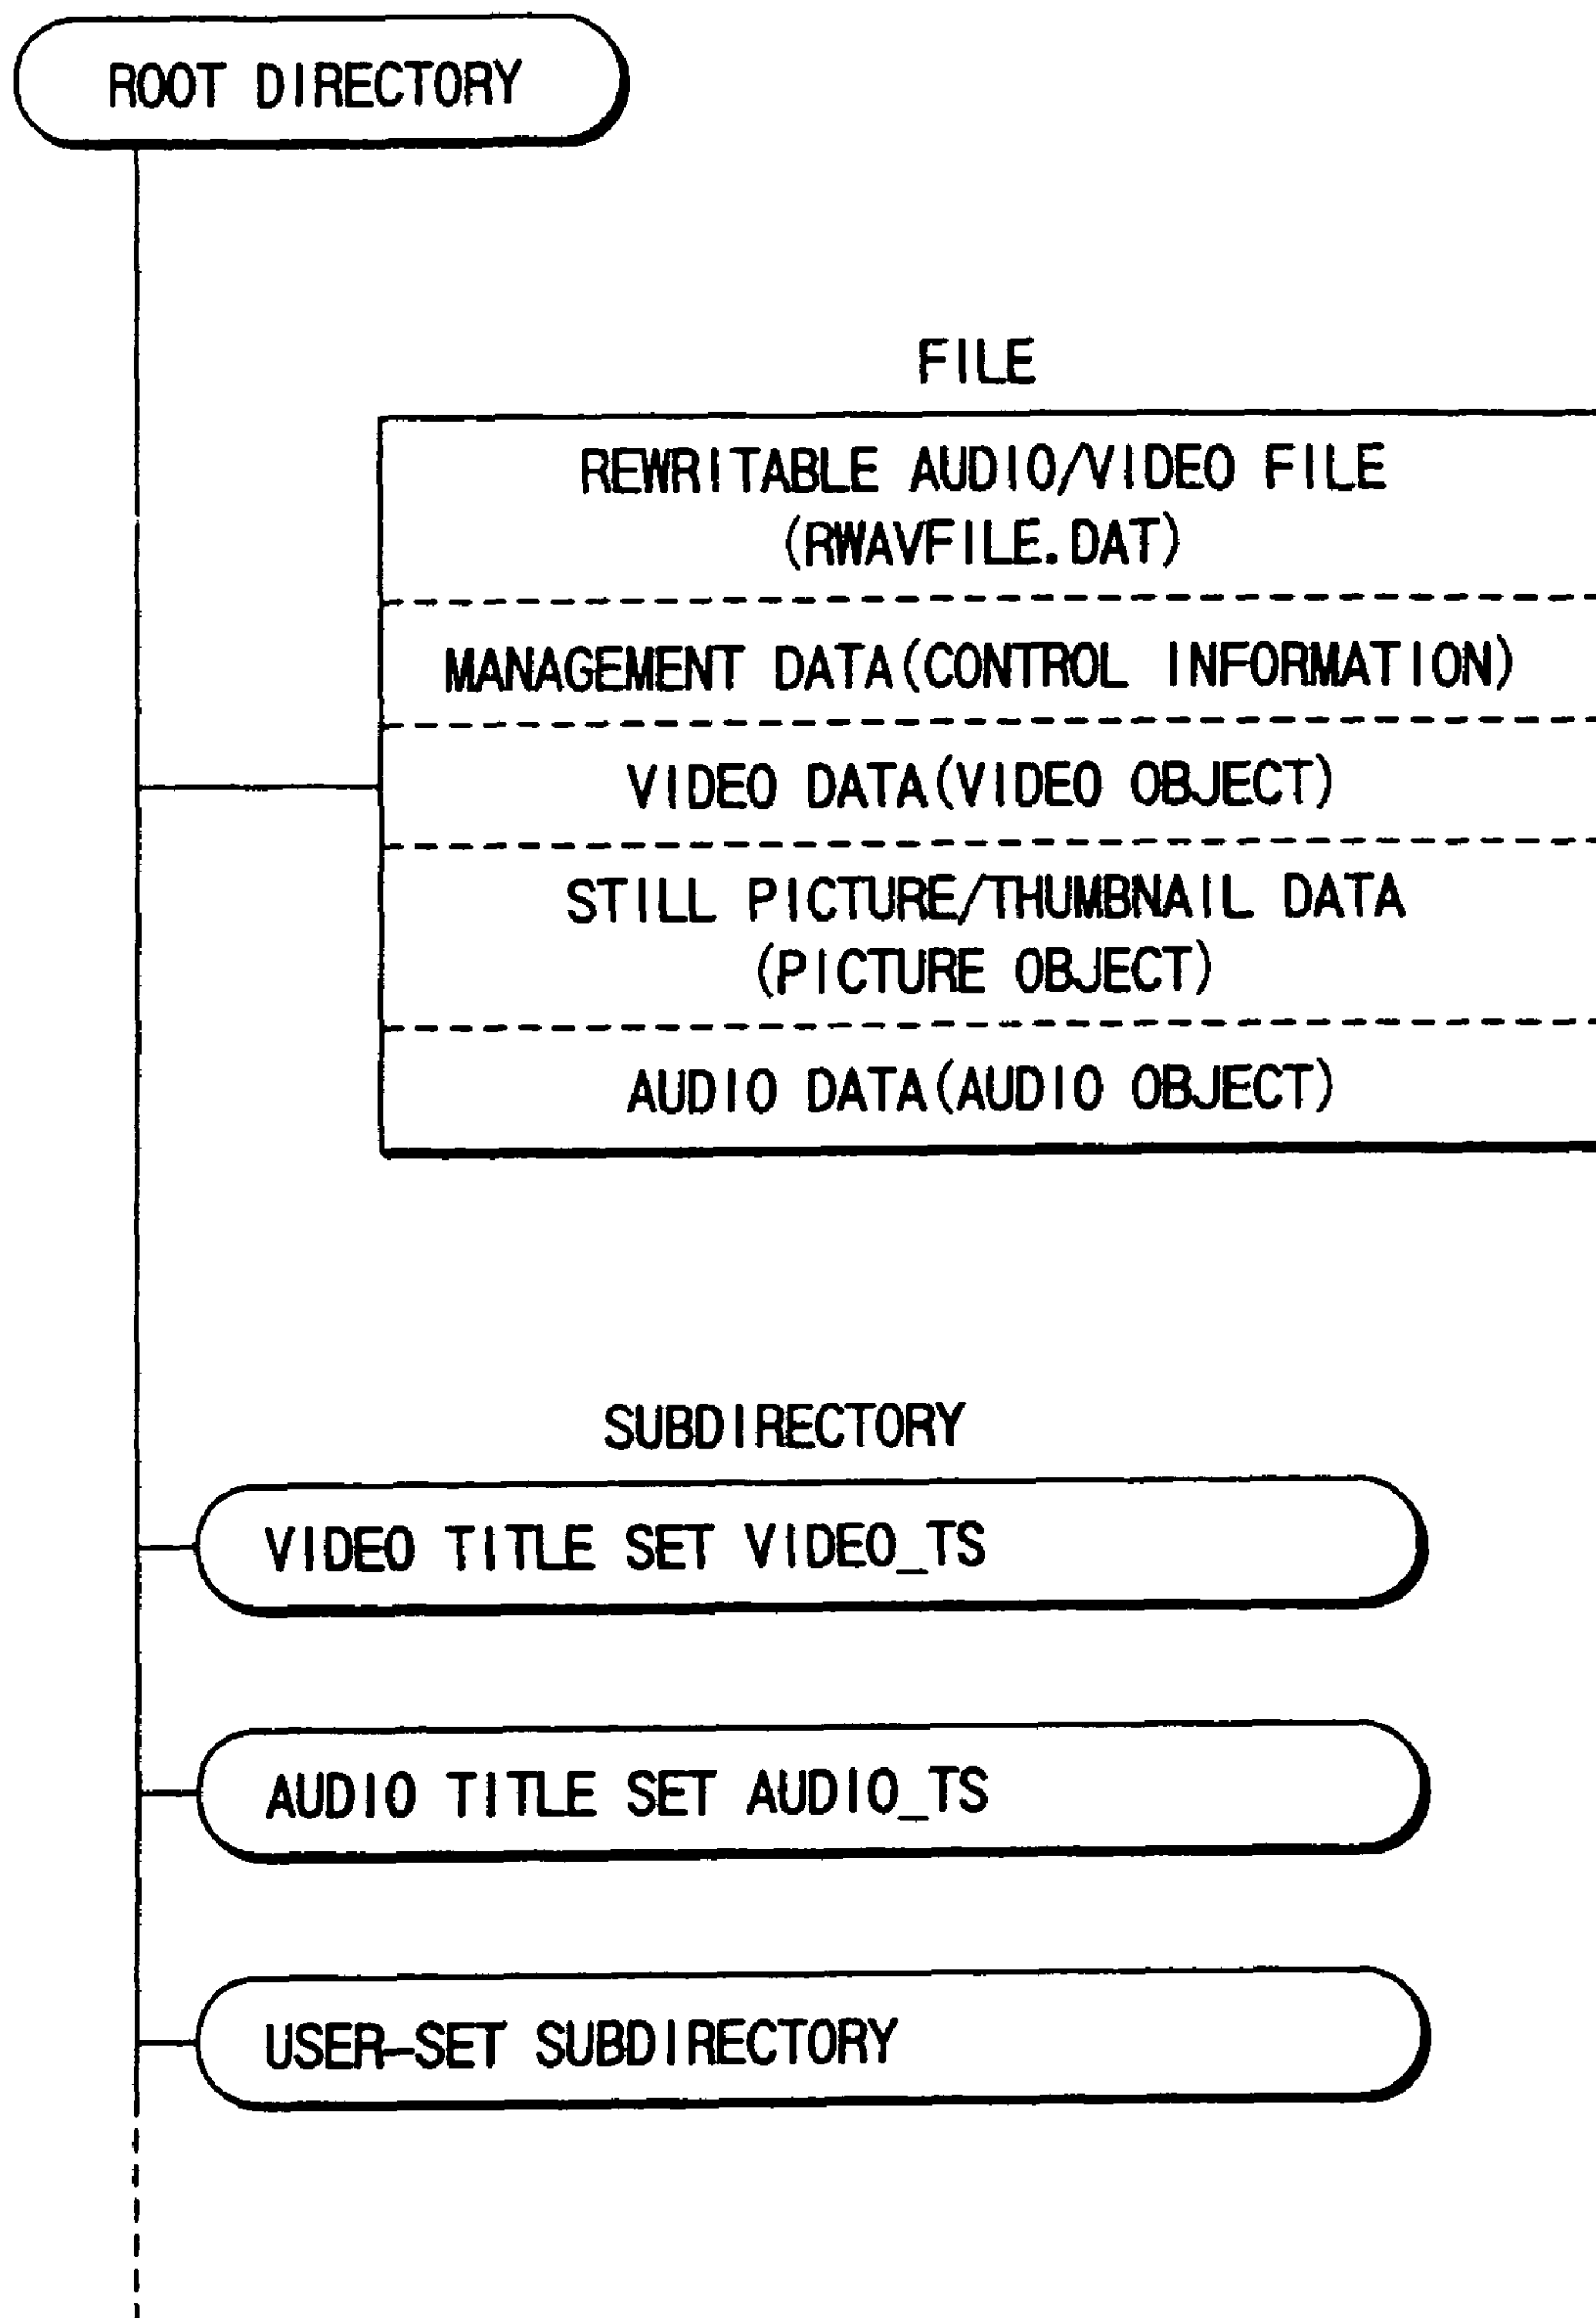 ROOT DIRECTORY
FILE
REWRITABLE AUDIO/VIDEO FILE
(RWAVFILE.DAT)
MANAGEMENT DATA(CONTROL INFORMATION)
VIDEO DATA(VIDEO OBJECT)
STILL PICTURE/THUMBNAIL DATA
(PICTURE OBJECT)
AUDIO DATA(AUDIO OBJECT)
SUBDIRECTORY
VIDEO TITLE SET VIDEO_TS
AUDIO TITLE SET AUDIO_TS
USER-SET SUBDIRECTORY